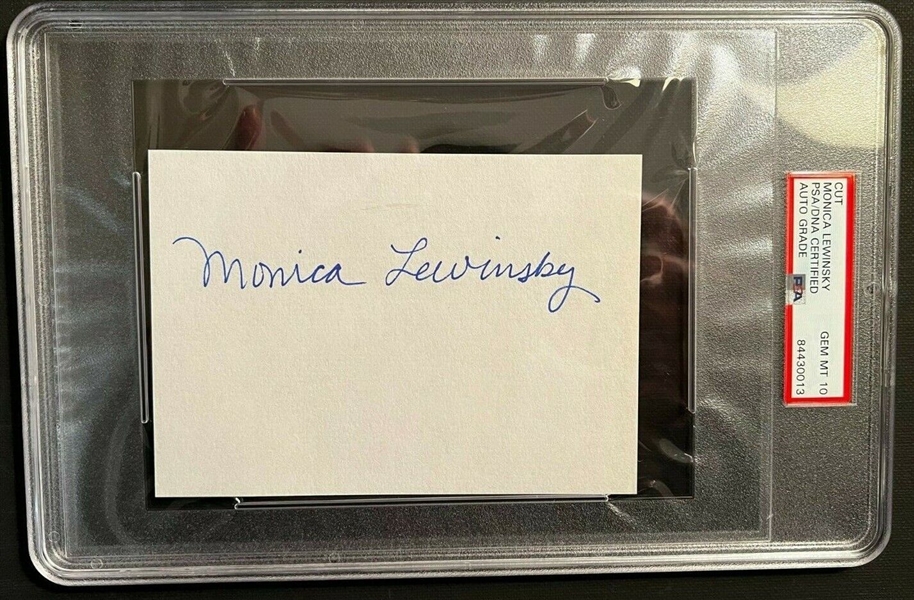 Monica Lewinsky
CUT
MONICA LEWINSKY
PSA/DNA CERTIFIED GEM MT 10
AUTO GRADE PSA 84430013